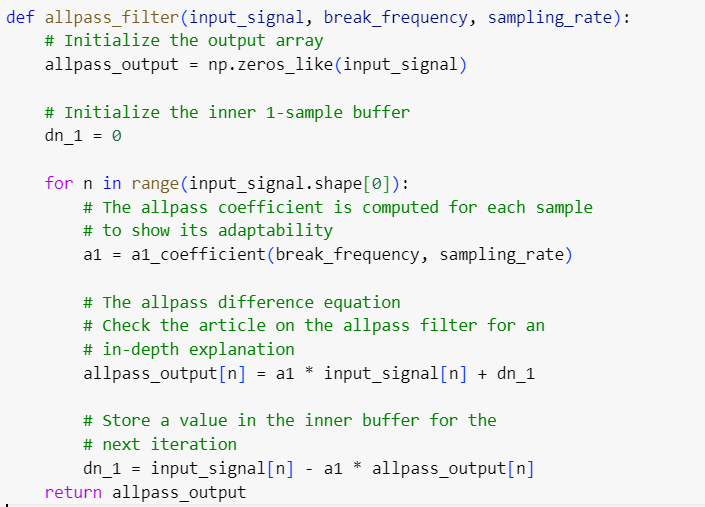 def allpass_filter(input_signal, break_frequency, sampling_rate):
    # Initialize the output array
    allpass_output = np.zeros_like(input_signal)

    # Initialize the inner 1-sample buffer
    dn_1 = 0

    for n in range(input_signal.shape[0]):
        # The allpass coefficient is computed for each sample
        # to show its adaptability
        a1 = a1_coefficient(break_frequency, sampling_rate)

        # The allpass difference equation
        # Check the article on the allpass filter for an
        # in-depth explanation
        allpass_output[n] = a1 * input_signal[n] + dn_1

        # Store a value in the inner buffer for the
        # next iteration
        dn_1 = input_signal[n] - a1 * allpass_output[n]
    return allpass_output